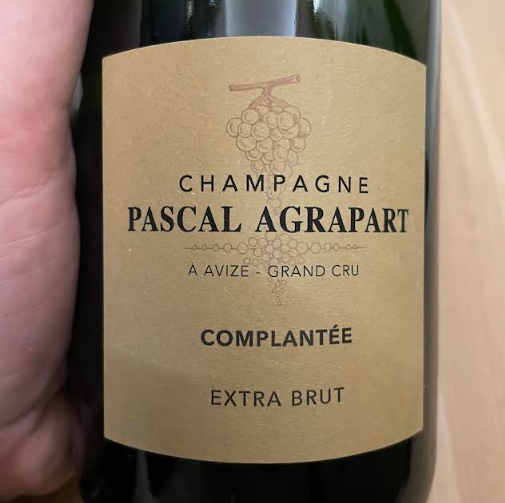 CHAMPAGNE
PASCAL AGRAPART
À AVIZE - GRAND CRU
COMPLANTÉE
EXTRA BRUT